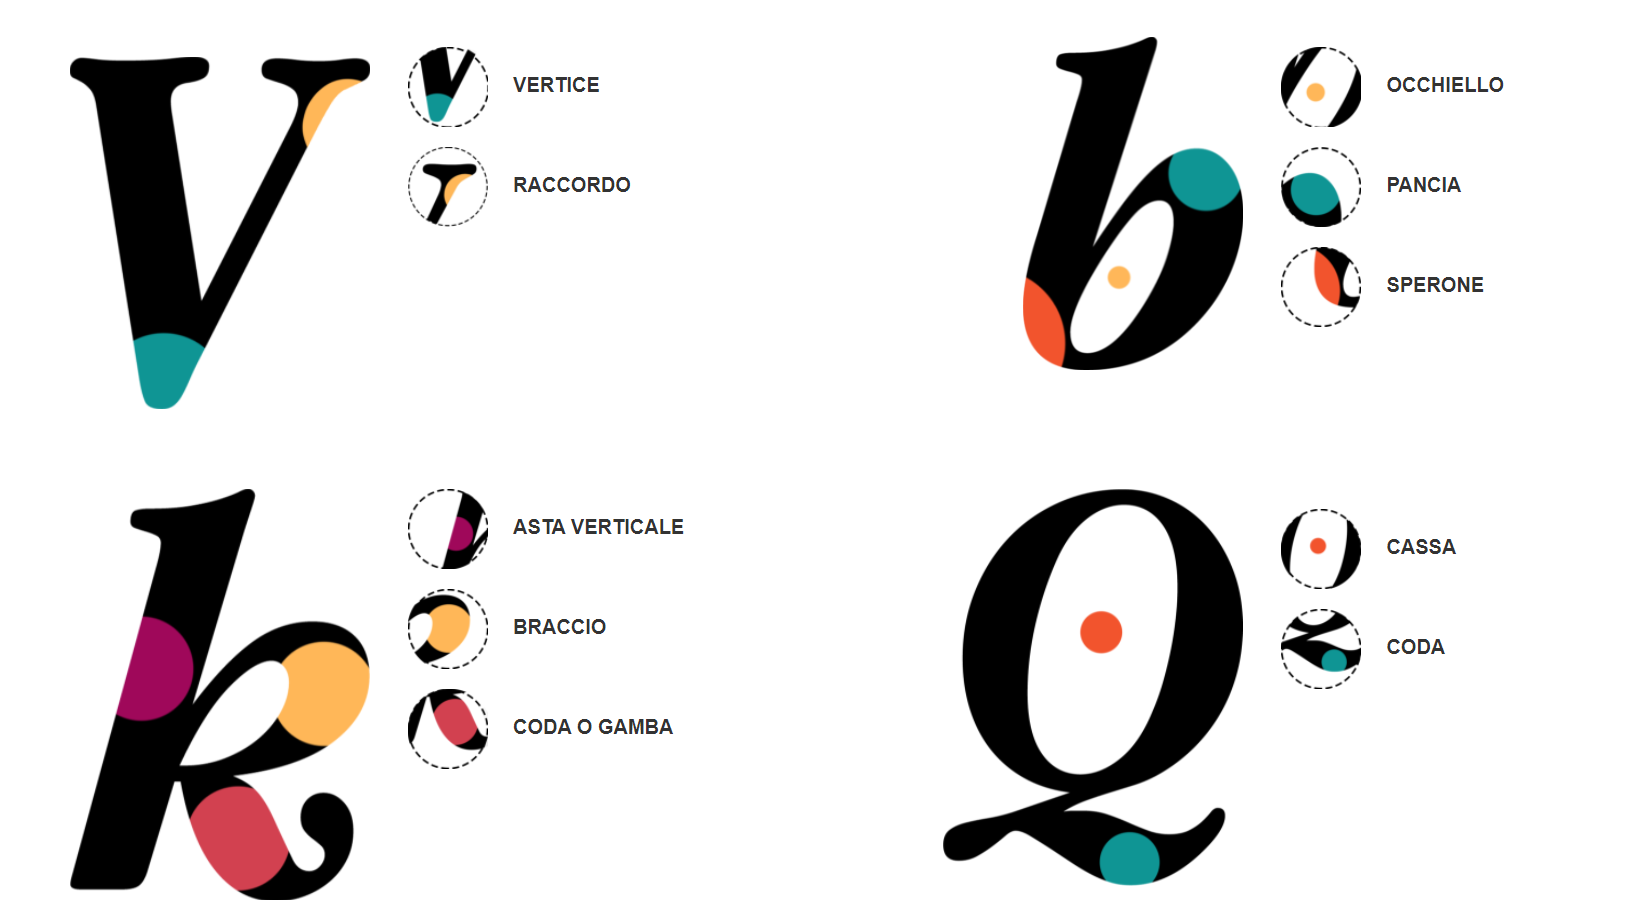 V
VERTICE
RACCORDO
b
OCCHIELLO
PANCIA
SPERONE
k
ASTA VERTICALE
BRACCIO
CODA O GAMBA
Q
CASSA
CODA